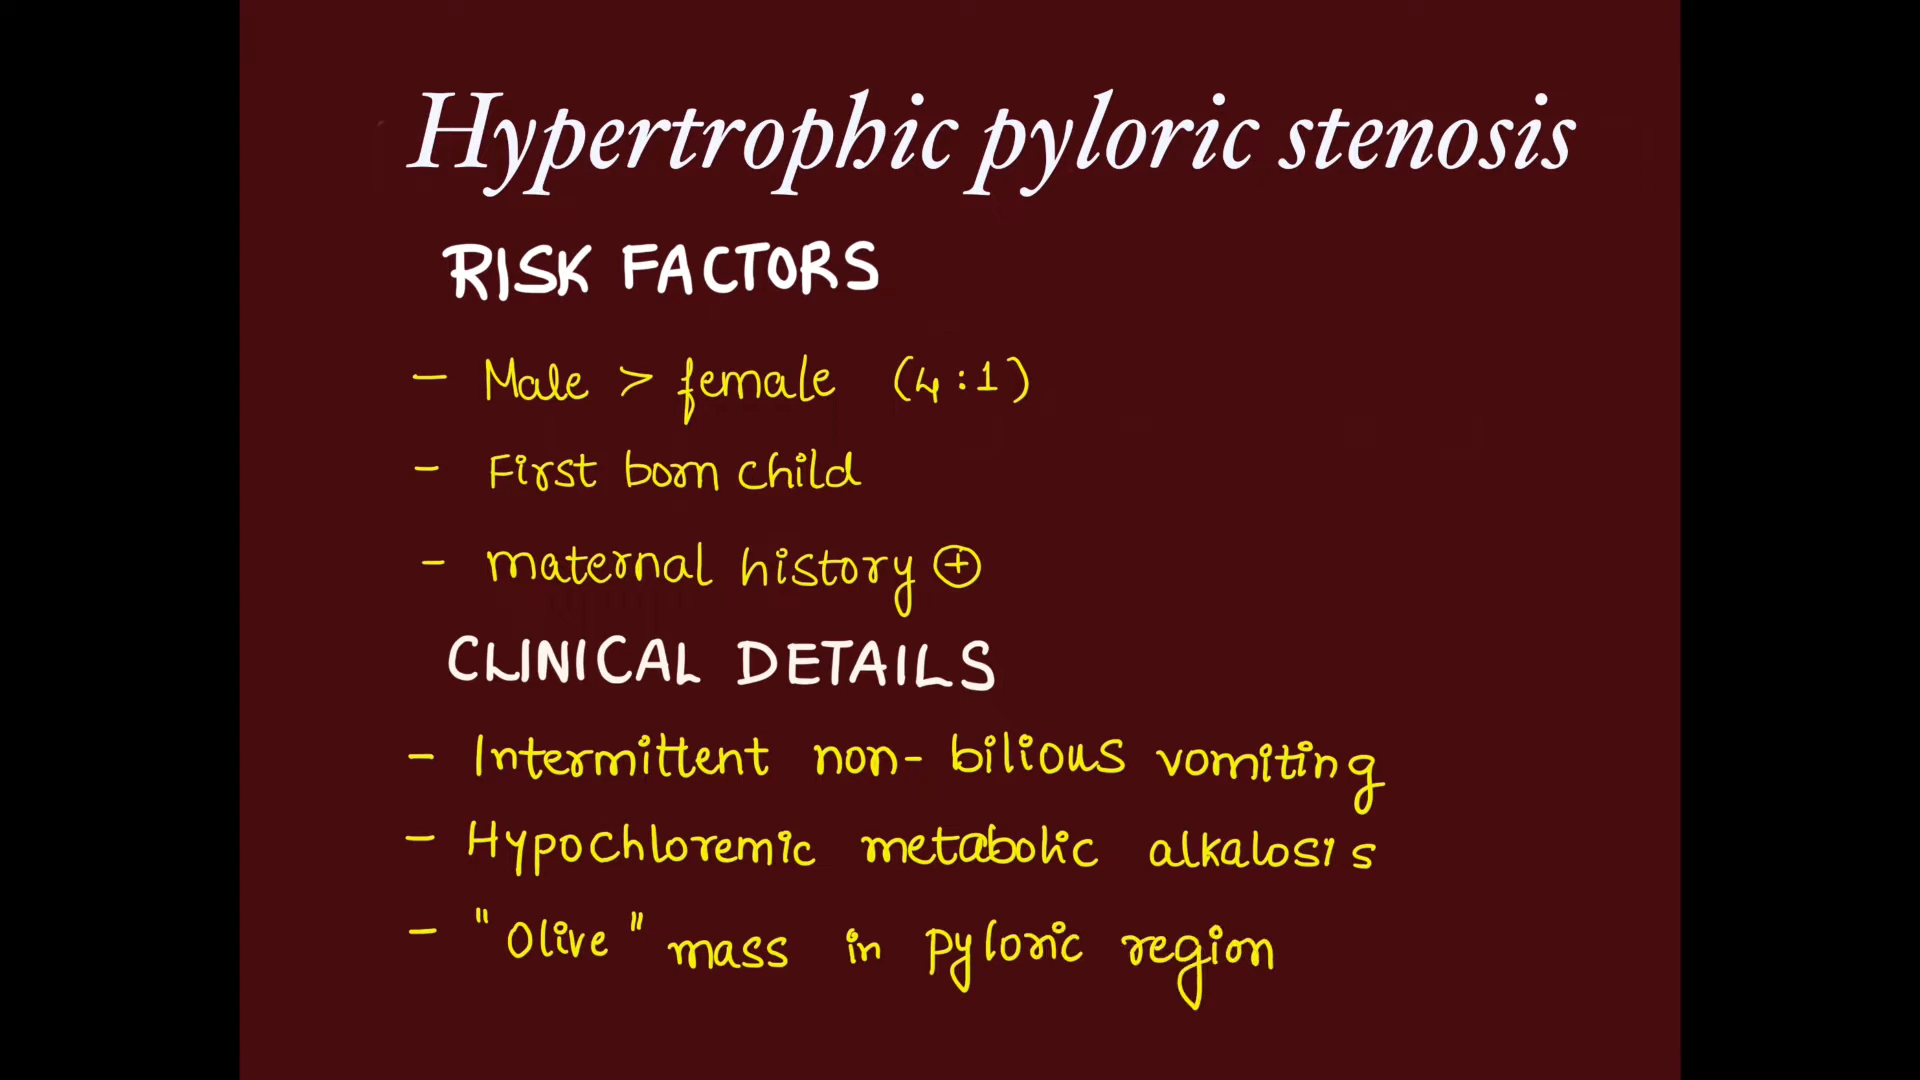 Hypertrophic pyloric stenosis
RISK FACTORS
- Male > female (4:1)
- First born child
- maternal history ⊕
CLINICAL DETAILS
- Intermittent non-bilious vomiting
- Hypochloremic metabolic alkalosis
- "Olive" mass in pyloric region